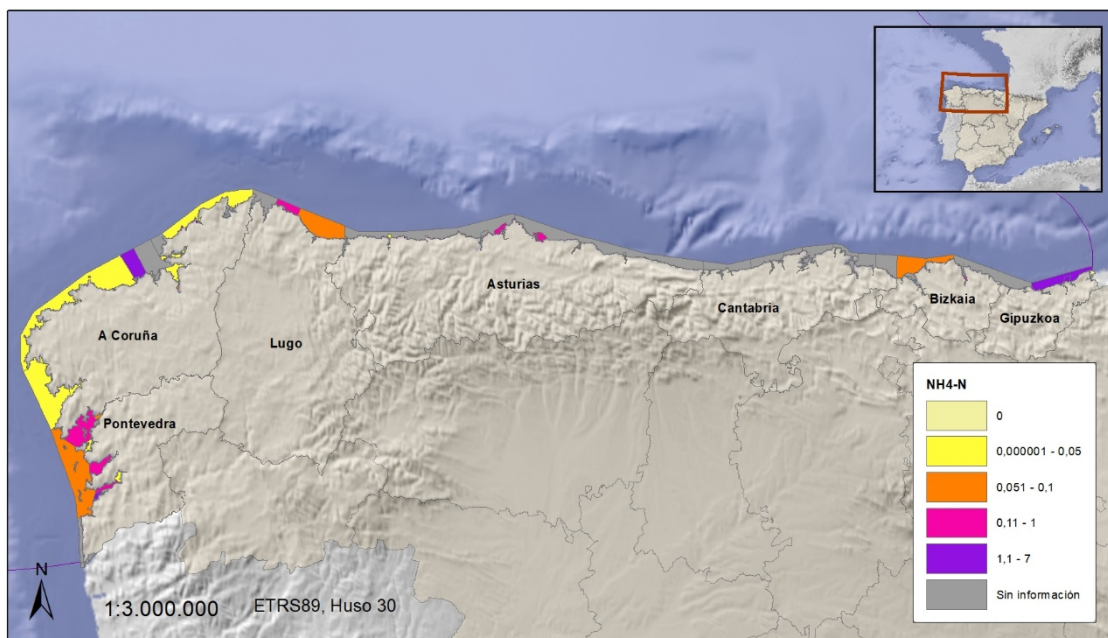 A Coruña
Lugo
Asturias
Cantabria
Bizkaia
Gipuzkoa
Pontevedra
NH4-N
0
0,000001 - 0,05
0,051 - 0,1
0,11 - 1
1,1 - 7
Sin información
N
1:3.000.000
ETRS89, Huso 30